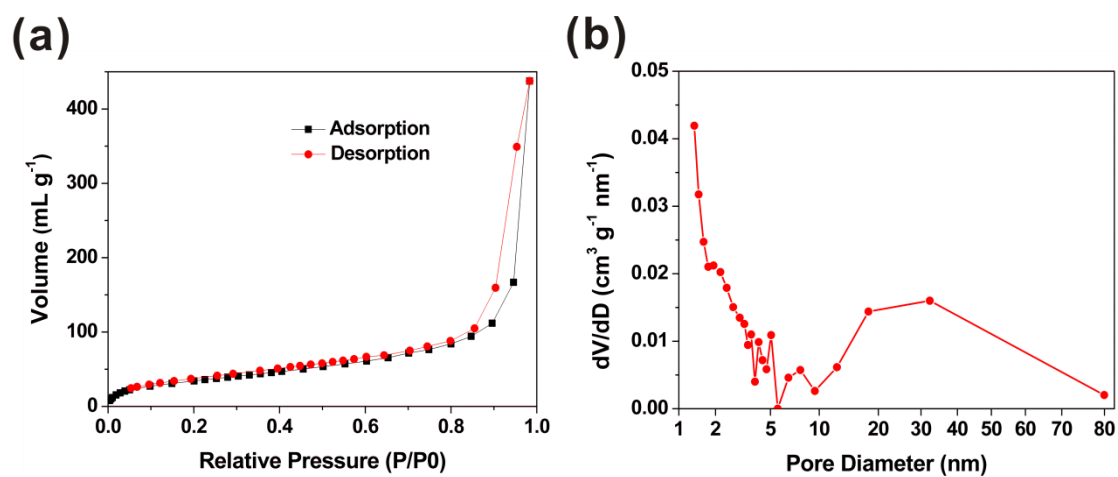 (a)
Volume (mL g⁻¹)
400
300
200
100
0
Adsorption
Desorption
0.0 0.2 0.4 0.6 0.8 1.0
Relative Pressure (P/P0)
(b)
dV/dD (cm³ g⁻¹ nm⁻¹)
0.05
0.04
0.03
0.02
0.01
0.00
1 2 5 10 20 30 40 50 60 70 80
Pore Diameter (nm)